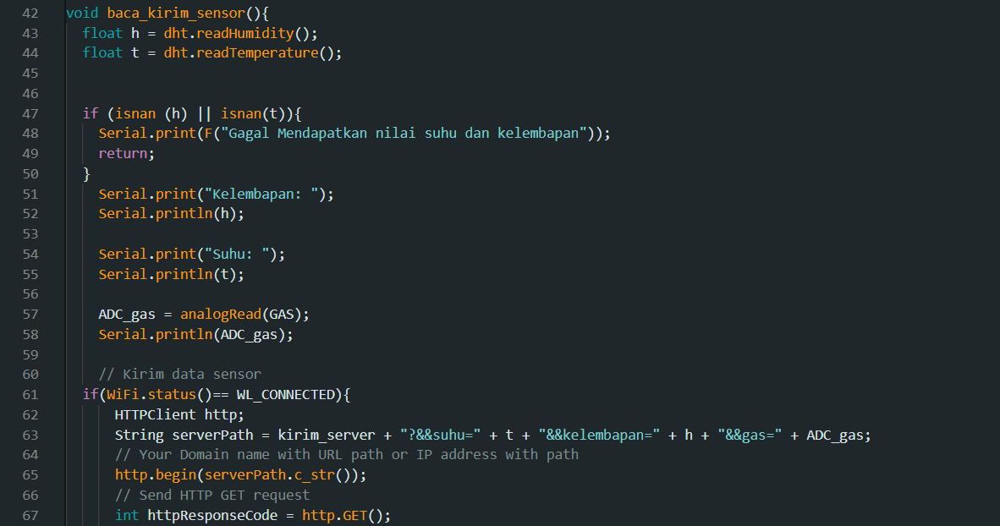 42 void baca_kirim_sensor(){
43 float h = dht.readHumidity();
44 float t = dht.readTemperature();
45
46
47 if (isnan (h) || isnan(t)){
48 Serial.print(F("Gagal Mendapatkan nilai suhu dan kelembapan"));
49 return;
50 }
51 Serial.print("Kelembapan: ");
52 Serial.println(h);
53
54 Serial.print("Suhu: ");
55 Serial.println(t);
56
57 ADC_gas = analogRead(GAS);
58 Serial.println(ADC_gas);
59
60 // Kirim data sensor
61 if(WiFi.status()== WL_CONNECTED){
62 HTTPClient http;
63 String serverPath = kirim_server + "?&&suhu=" + t + "&&kelembapan=" + h + "&&gas=" + ADC_gas;
64 // Your Domain name with URL path or IP address with path
65 http.begin(serverPath.c_str());
66 // Send HTTP GET request
67 int httpResponseCode = http.GET();